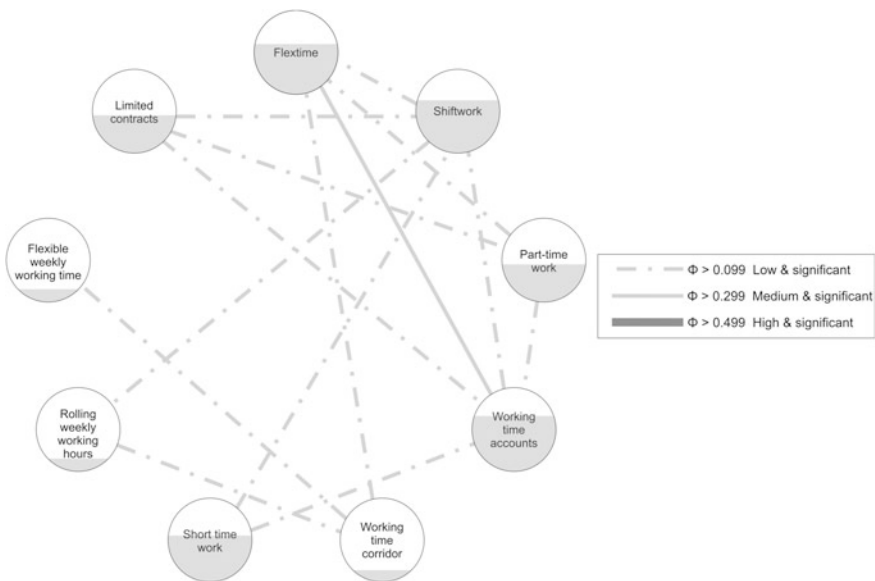 Flextime
Limited
contracts
Shiftwork
Flexible
weekly
working time
Part-time
work
Φ > 0.099 Low & significant
Φ > 0.299 Medium & significant
Φ > 0.499 High & significant
Rolling
weekly
working
hours
Working
time
accounts
Short time
work
Working
time
corridor